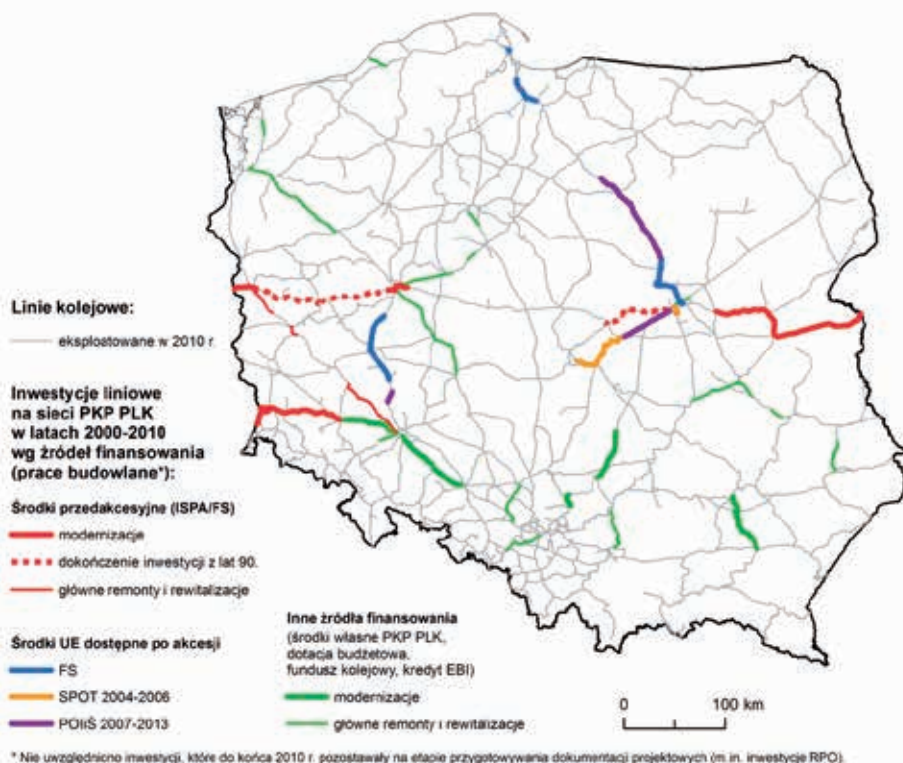 Linie kolejowe:
eksploatowane w 2010 r
Inwestycje liniowe
na sieci PKP PLK
w latach 2000-2010
wg źródeł finansowania
(prace budowlane*):
Środki przedakcesyjne (ISPA/FS)
modernizacje
dokończenie inwestycji z lat 90.
główne remonty i rewitalizacje
Środki UE dostępne po akcesji
FS
SPOT 2004-2006
POIiŚ 2007-2013
Inne źródła finansowania
(środki własne PKP PLK,
dotacja budżetowa,
fundusz kolejowy, kredyt EBI)
modernizacje
główne remonty i rewitalizacje
0 100 km
* Nie uwzględniono inwestycji, które do końca 2010 r. pozostawały na etapie przygotowywania dokumentacji projektowych (m.in. inwestycje RPO).